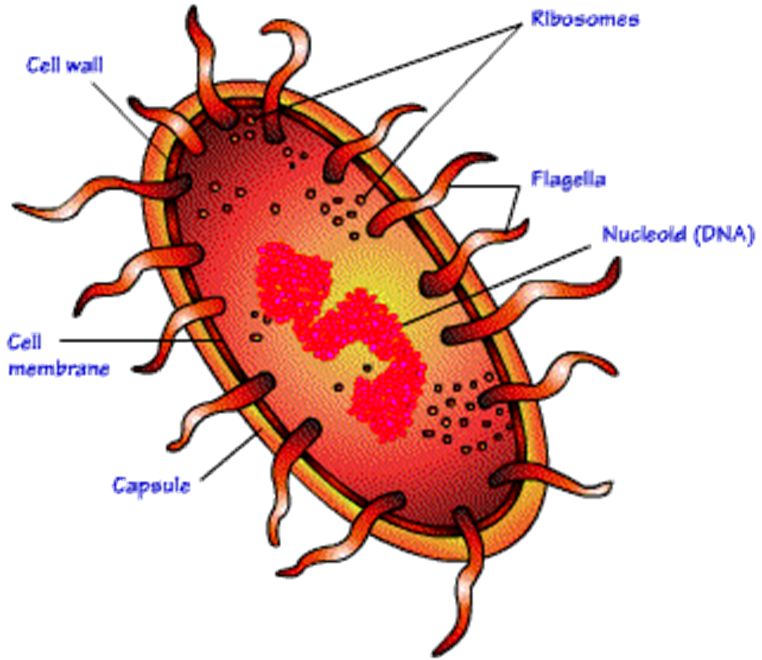 Ribosomes
Cell wall
Flagella
Nucleoid (DNA)
Cell
membrane
Capsule